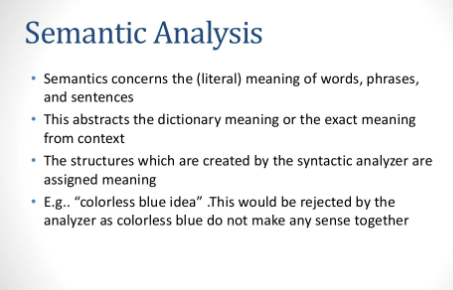 Semantic Analysis
• Semantics concerns the (literal) meaning of words, phrases,
and sentences
• This abstracts the dictionary meaning or the exact meaning
from context
• The structures which are created by the syntactic analyzer are
assigned meaning
• E.g.. “colorless blue idea” .This would be rejected by the
analyzer as colorless blue do not make any sense together